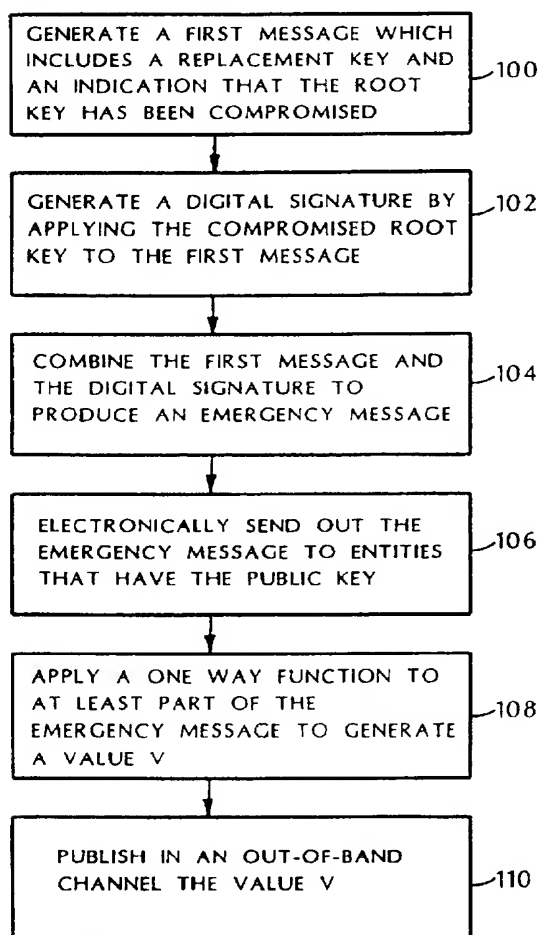 GENERATE A FIRST MESSAGE WHICH
INCLUDES A REPLACEMENT KEY AND
AN INDICATION THAT THE ROOT
KEY HAS BEEN COMPROMISED
100
GENERATE A DIGITAL SIGNATURE BY
APPLYING THE COMPROMISED ROOT
KEY TO THE FIRST MESSAGE
102
COMBINE THE FIRST MESSAGE AND
THE DIGITAL SIGNATURE TO
PRODUCE AN EMERGENCY MESSAGE
104
ELECTRONICALLY SEND OUT THE
EMERGENCY MESSAGE TO ENTITIES
THAT HAVE THE PUBLIC KEY
106
APPLY A ONE WAY FUNCTION TO
AT LEAST PART OF THE
EMERGENCY MESSAGE TO GENERATE
A VALUE V
108
PUBLISH IN AN OUT-OF-BAND
CHANNEL THE VALUE V
110